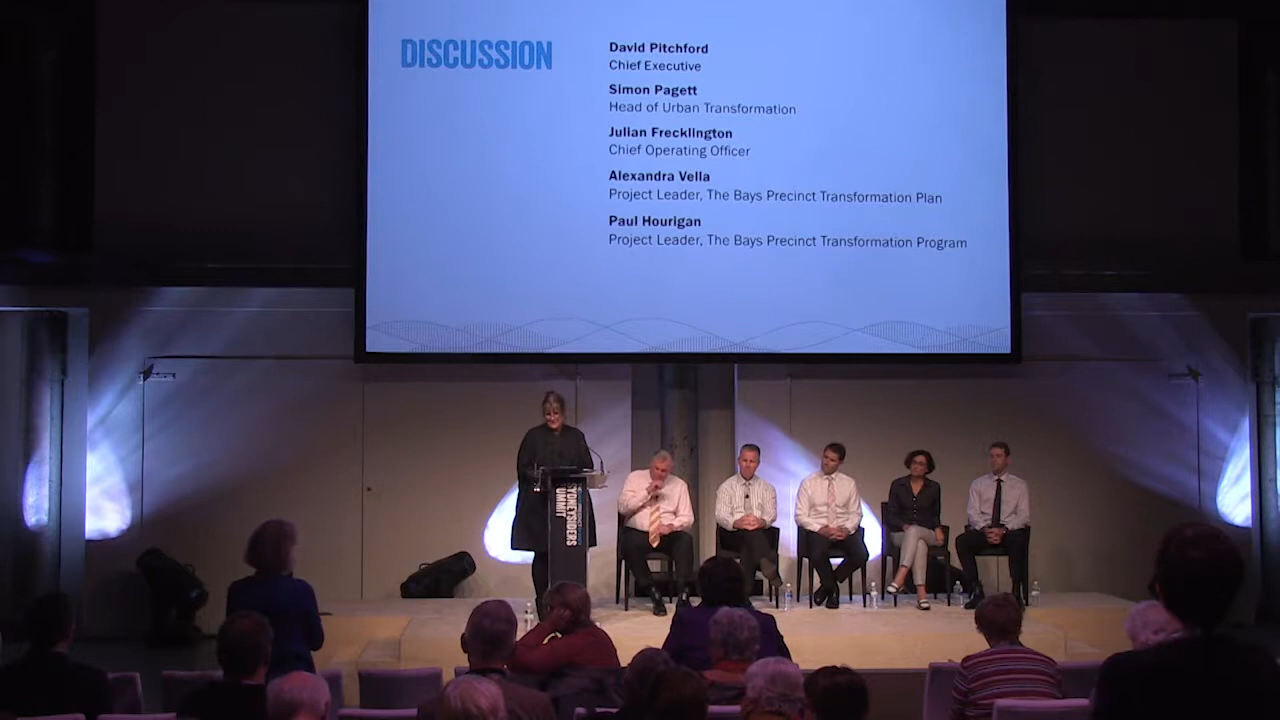 DISCUSSION
David Pitchford
Chief Executive
Simon Pagett
Head of Urban Transformation
Julian Frecklington
Chief Operating Officer
Alexandra Vella
Project Leader, The Bays Precinct Transformation Plan
Paul Hourigan
Project Leader, The Bays Precinct Transformation Program